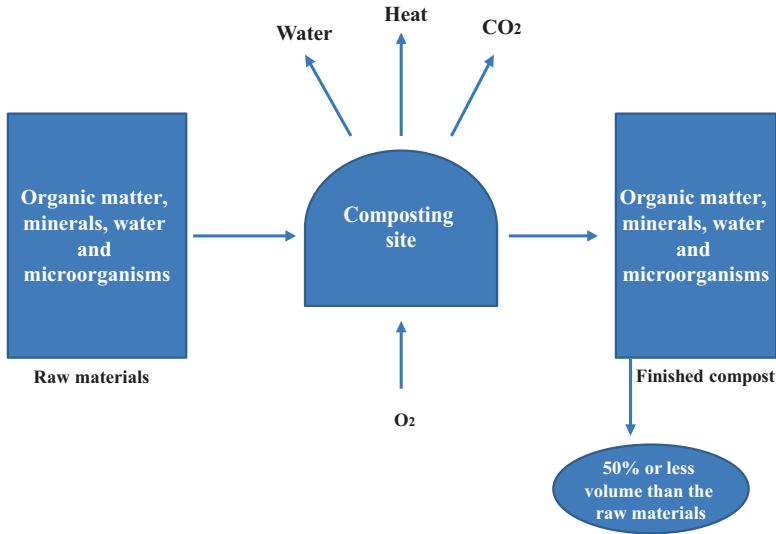 Water
Heat
CO2
Organic matter,
minerals, water
and
microorganisms
Raw materials
Composting
site
O2
Organic matter,
minerals, water
and
microorganisms
Finished compost
50% or less
volume than the
raw materials